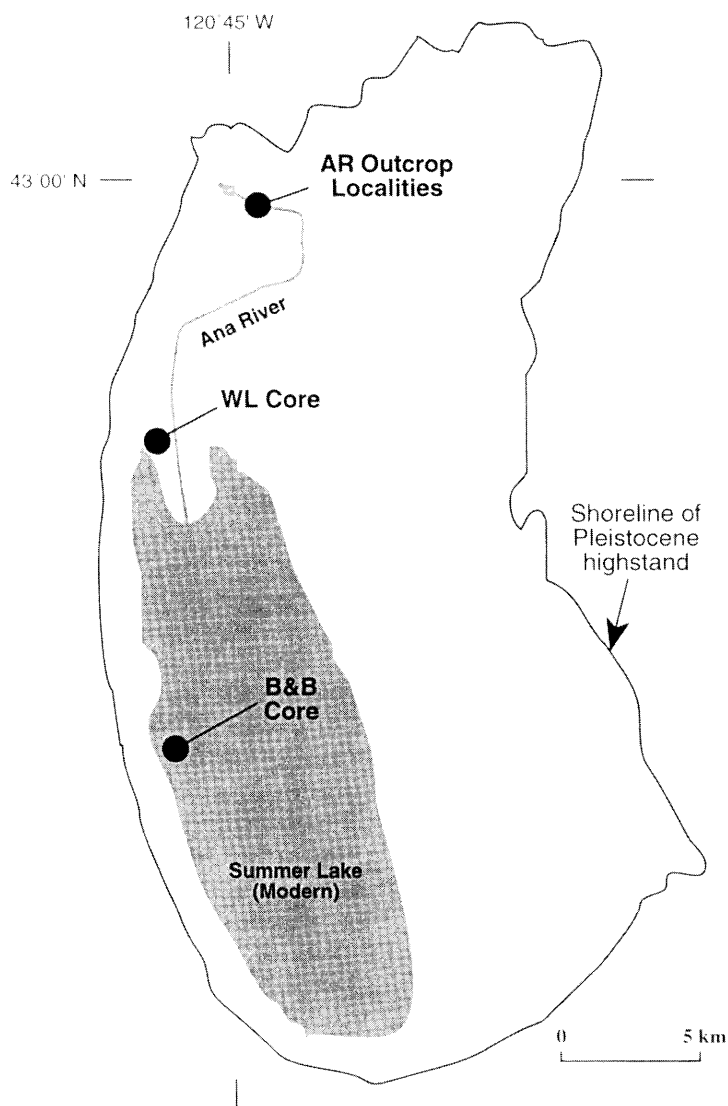 120°45' W
43°00' N
AR Outcrop
Localities
Ana River
WL Core
Shoreline of
Pleistocene
highstand
B&B
Core
Summer Lake
(Modern)
0 5 km